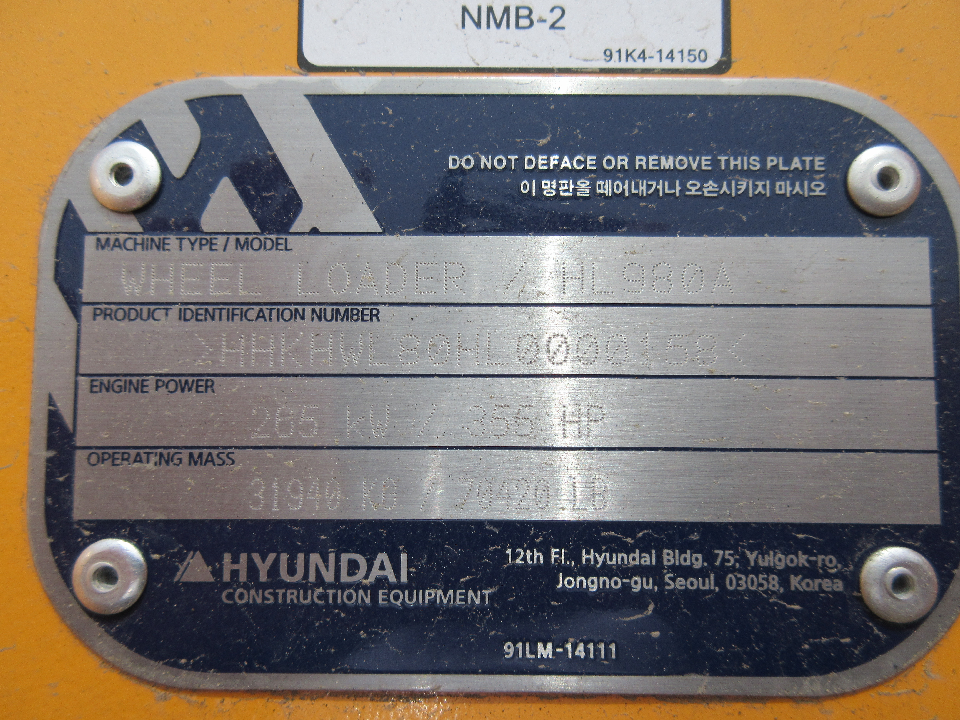 NMB-2
91K4-14150
DO NOT DEFACE OR REMOVE THIS PLATE
이 명판을 떼어내거나 오손시키지 마시오
MACHINE TYPE / MODEL
WHEEL LOADER / HL980A
PRODUCT IDENTIFICATION NUMBER
>HHKHWL80HL0000158<
ENGINE POWER
265 kW / 356 HP
OPERATING MASS
31940 KG / 70420 LB
HYUNDAI
CONSTRUCTION EQUIPMENT
12th Fl., Hyundai Bldg. 75, Yulgok-ro,
Jongno-gu, Seoul, 03058, Korea
91LM-14111